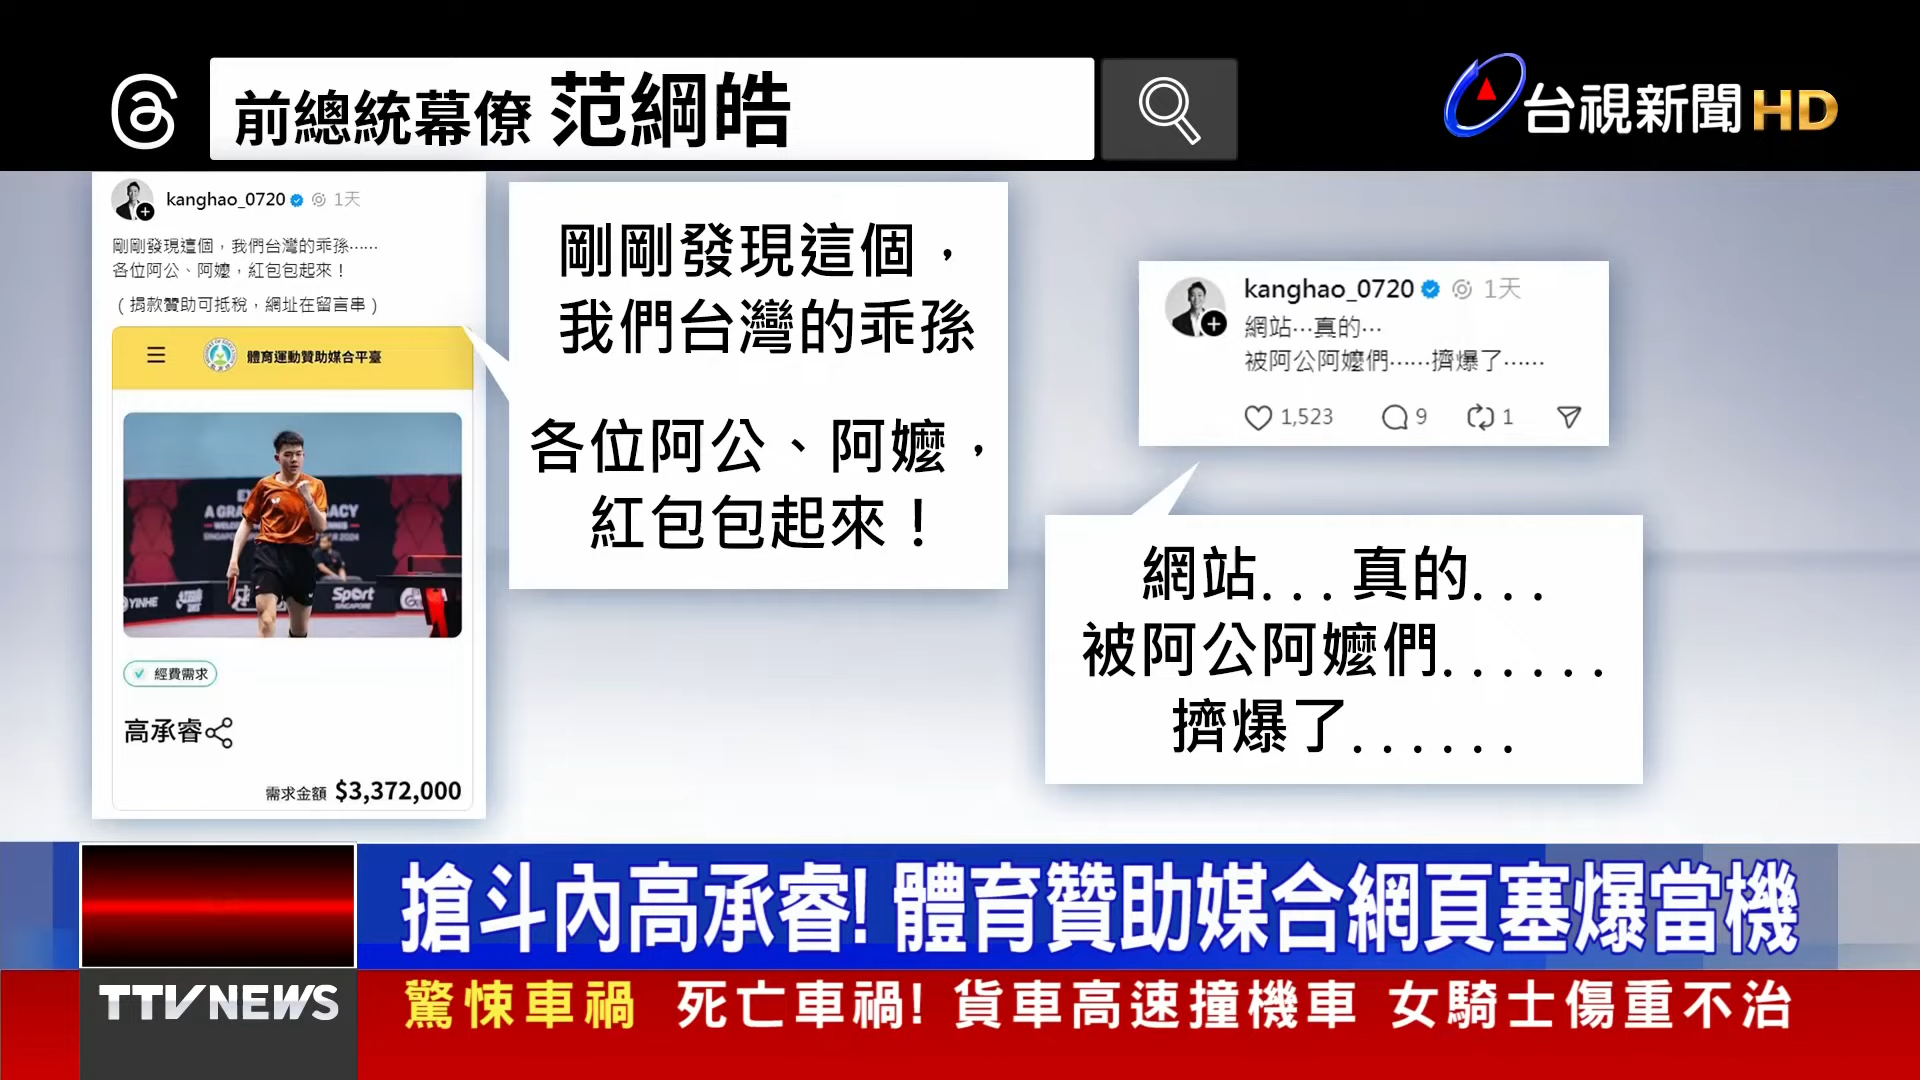 前總統幕僚 范綱皓
台視新聞HD
kanghao_0720 1天
剛剛發現這個，我們台灣的乖孫⋯⋯
各位阿公、阿嬤，紅包包起來！
（捐款贊助可抵稅，網址在留言串）
體育運動贊助媒合平臺
YINHE
Sport
SINGAPORE
經費需求
高承睿
需求金額 $3,372,000
剛剛發現這個，
我們台灣的乖孫
各位阿公、阿嬤，
紅包包起來！
kanghao_0720 1天
網站⋯真的⋯
被阿公阿嬤們⋯⋯擠爆了⋯⋯
1,523 9 1
網站...真的...
被阿公阿嬤們......
擠爆了......
搶斗內高承睿!體育贊助媒合網頁塞爆當機
TTV NEWS
驚悚車禍 死亡車禍! 貨車高速撞機車 女騎士傷重不治